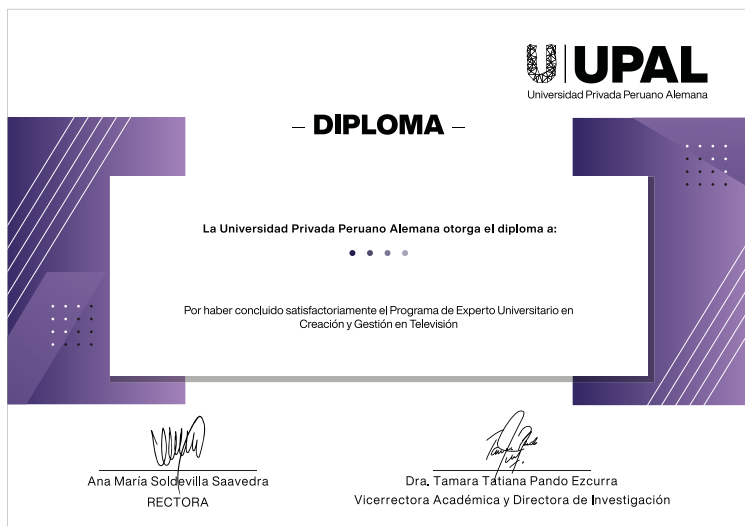 UPAL
Universidad Privada Peruano Alemana
– DIPLOMA –
La Universidad Privada Peruano Alemana otorga el diploma a:
Por haber concluido satisfactoriamente el Programa de Experto Universitario en
Creación y Gestión en Televisión
Ana María Soldevilla Saavedra
RECTORA
Dra. Tamara Tatiana Pando Ezcurra
Vicerrectora Académica y Directora de Investigación